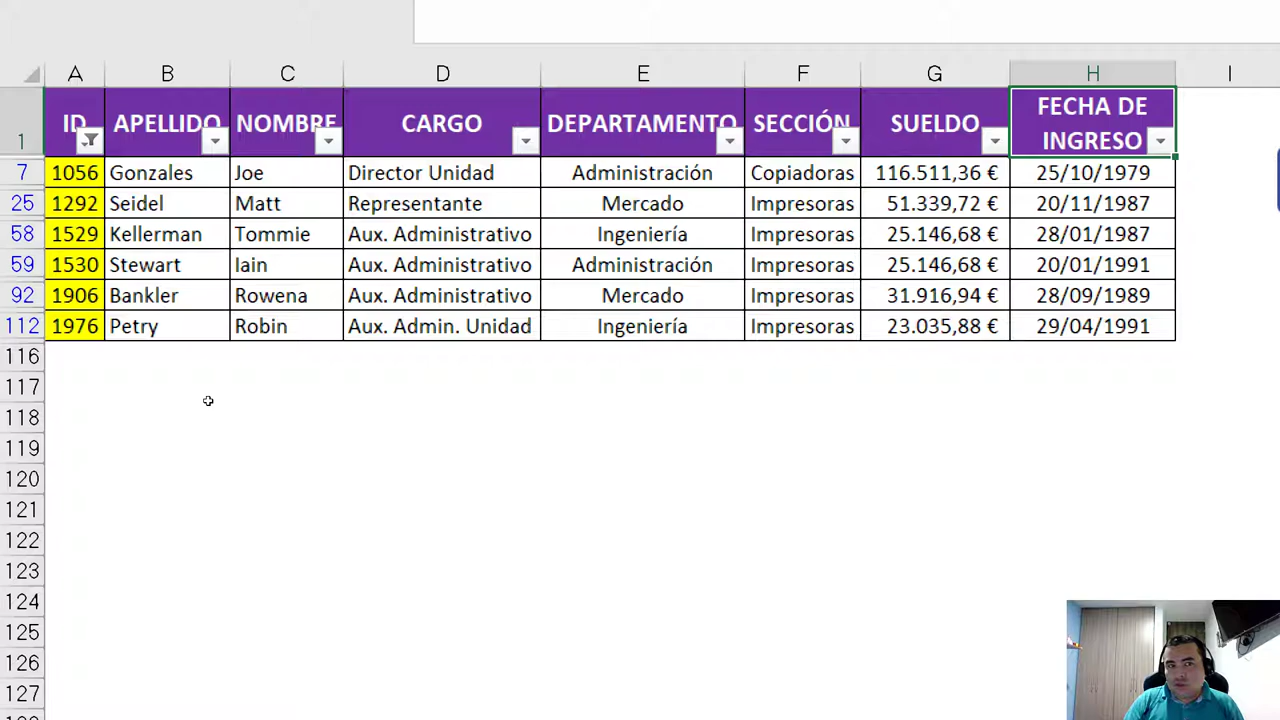 A B C D E F G H I
1 ID APELLIDO NOMBRE CARGO DEPARTAMENTO SECCIÓN SUELDO FECHA DE
INGRESO
7 1056 Gonzales Joe Director Unidad Administración Copiadoras 116.511,36 € 25/10/1979
25 1292 Seidel Matt Representante Mercado Impresoras 51.339,72 € 20/11/1987
58 1529 Kellerman Tommie Aux. Administrativo Ingeniería Impresoras 25.146,68 € 28/01/1987
59 1530 Stewart Iain Aux. Administrativo Administración Impresoras 25.146,68 € 20/01/1991
92 1906 Bankler Rowena Aux. Administrativo Mercado Impresoras 31.916,94 € 28/09/1989
112 1976 Petry Robin Aux. Admin. Unidad Ingeniería Impresoras 23.035,88 € 29/04/1991
116
117
118
119
120
121
122
123
124
125
126
127